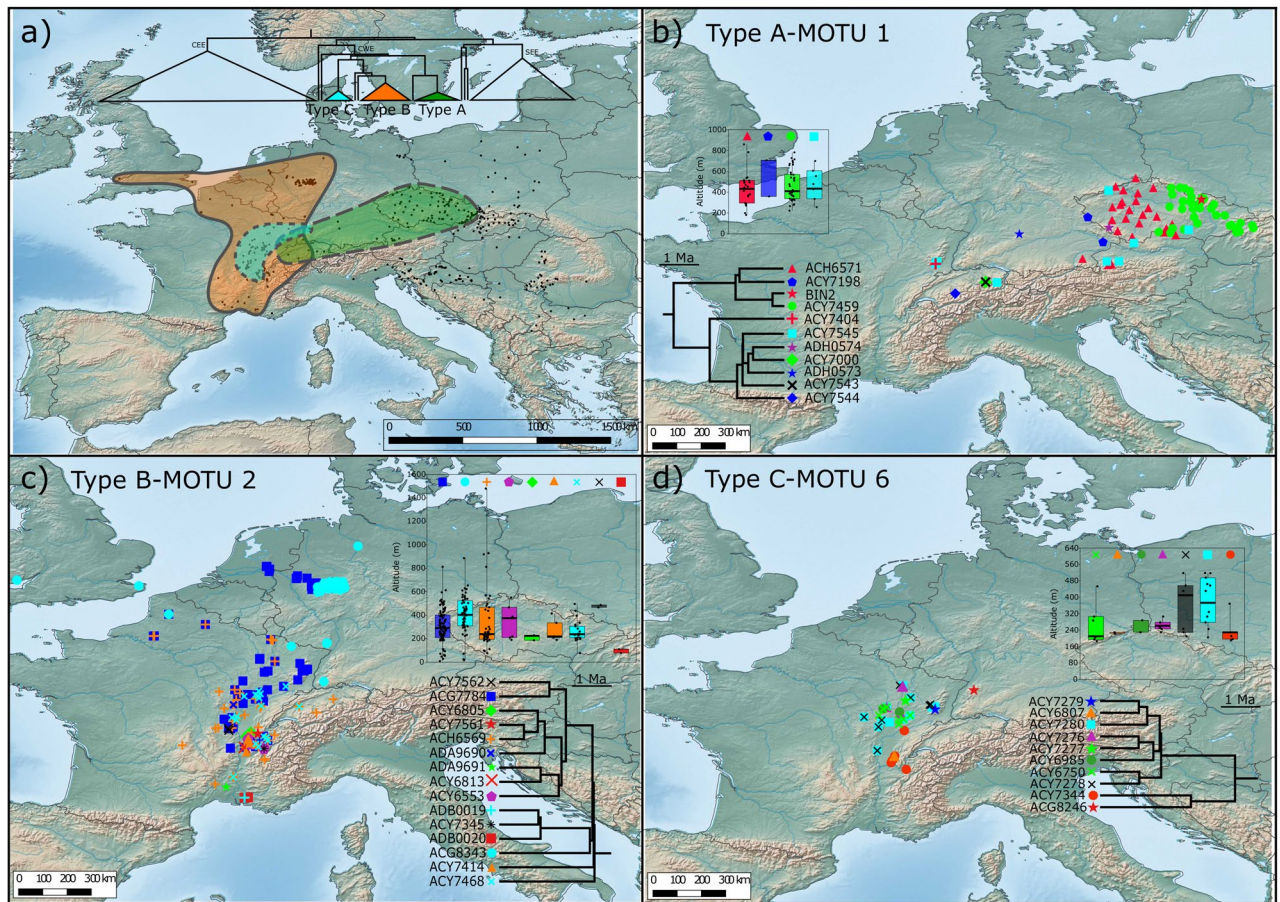 a)
CEE
CWE
SEE
Type C
Type B
Type A
0 500 1000 1500 km
b) Type A-MOTU 1
Altitude (m)
1000
800
600
400
200
0
1 Ma
ACH6571
ACY7198
BIN2
ACY7459
ACY7404
ACY7545
ADH0574
ACY7000
ADH0573
ACY7543
ACY7544
0 100 200 300 km
c) Type B-MOTU 2
Altitude (m)
1600
1400
1200
1000
800
600
400
200
0
1 Ma
ACY7562
ACG7784
ACY6805
ACY7561
ACH6569
ADA9690
ADA9691
ACY6813
ACY6553
ADB0019
ACY7345
ADB0020
ACG8343
ACY7414
ACY7468
0 100 200 300 km
d) Type C-MOTU 6
Altitude (m)
640
560
480
400
320
240
180
120
60
0
1 Ma
ACY7279
ACY6807
ACY7280
ACY7276
ACY7277
ACY6985
ACY6750
ACY7278
ACY7344
ACG8246
0 100 200 300 km